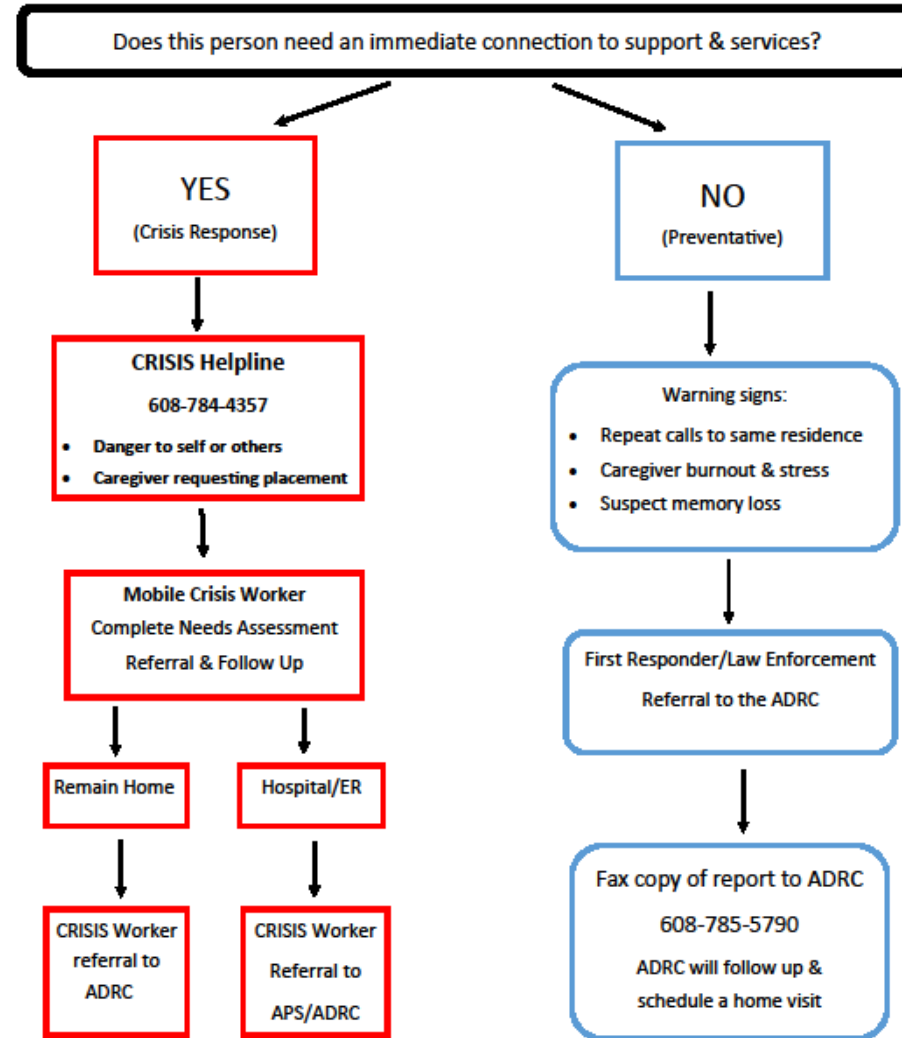 Does this person need an immediate connection to support & services?
YES
(Crisis Response)
NO
(Preventative)
CRISIS Helpline
608-784-4357
• Danger to self or others
• Caregiver requesting placement
Warning signs:
• Repeat calls to same residence
• Caregiver burnout & stress
• Suspect memory loss
Mobile Crisis Worker
Complete Needs Assessment
Referral & Follow Up
First Responder/Law Enforcement
Referral to the ADRC
Remain Home
Hospital/ER
CRISIS Worker
referral to
ADRC
CRISIS Worker
Referral to
APS/ADRC
Fax copy of report to ADRC
608-785-5790
ADRC will follow up &
schedule a home visit